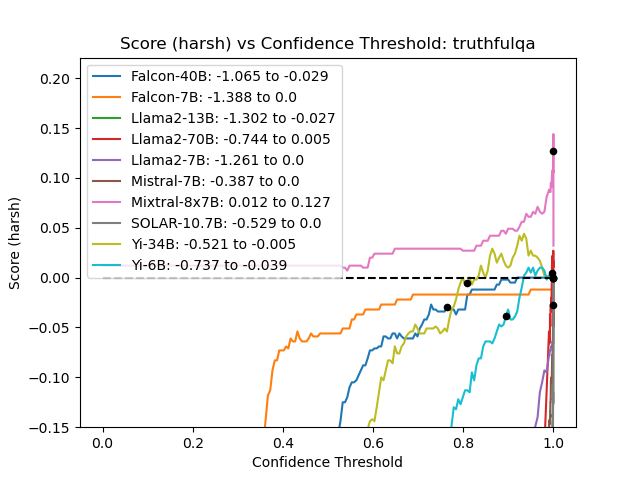 Score (harsh) vs Confidence Threshold: truthfulqa
Score (harsh)
0.20
0.15
0.10
0.05
0.00
−0.05
−0.10
−0.15
Falcon-40B: -1.065 to -0.029
Falcon-7B: -1.388 to 0.0
Llama2-13B: -1.302 to -0.027
Llama2-70B: -0.744 to 0.005
Llama2-7B: -1.261 to 0.0
Mistral-7B: -0.387 to 0.0
Mixtral-8x7B: 0.012 to 0.127
SOLAR-10.7B: -0.529 to 0.0
Yi-34B: -0.521 to -0.005
Yi-6B: -0.737 to -0.039
0.0 0.2 0.4 0.6 0.8 1.0
Confidence Threshold